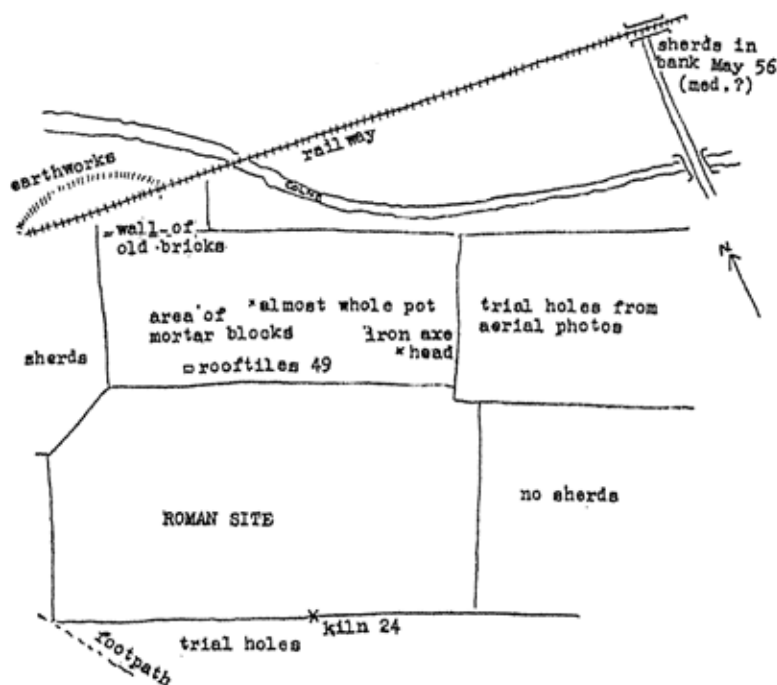 sherds in
bank May 56
(med.?)
railway
earthworks
COLNE
wall of
old bricks
N
area of
mortar blocks
almost whole pot
iron axe
head
trial holes from
aerial photos
sherds
rooftiles 49
no sherds
ROMAN SITE
kiln 24
trial holes
footpath